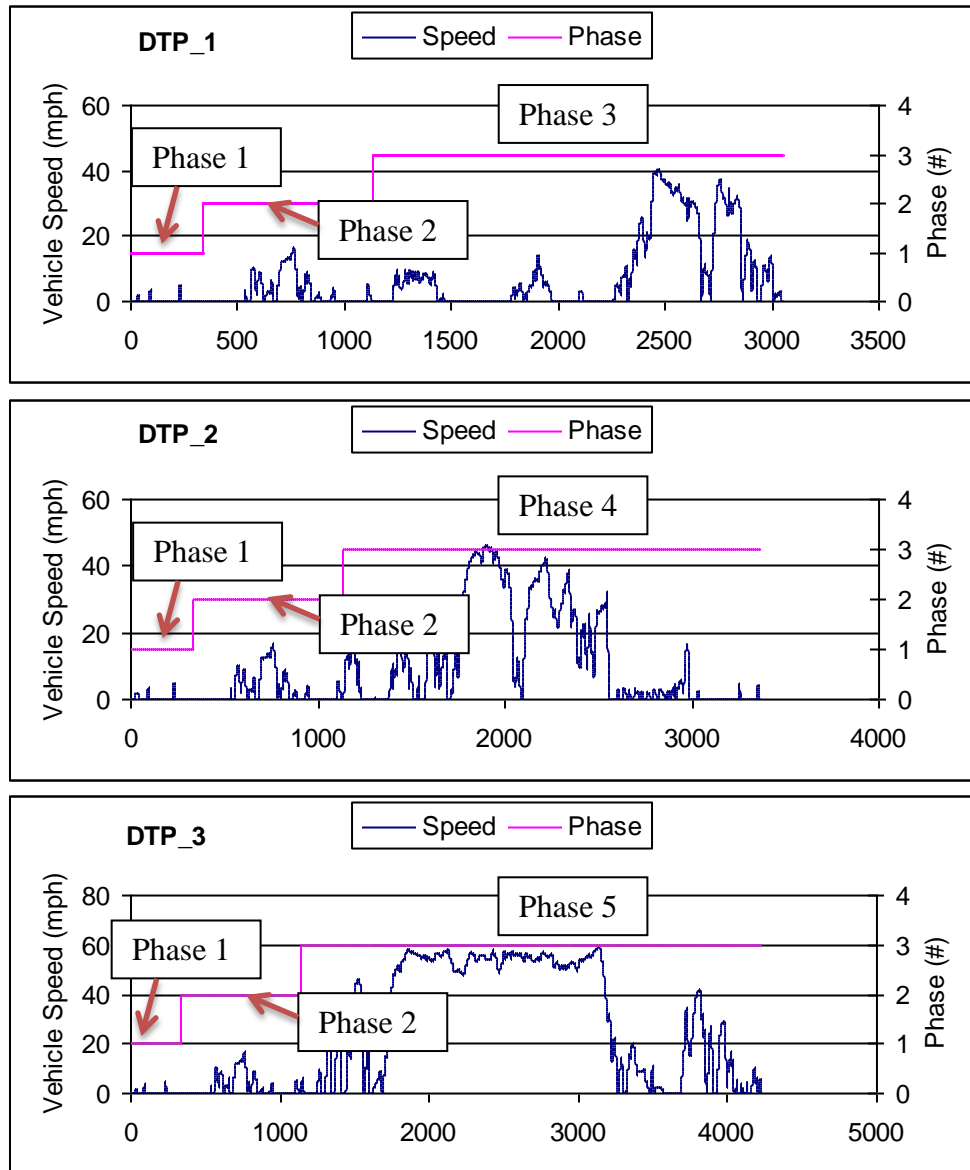 DTP_1
Speed Phase
Vehicle Speed (mph)
60
40
20
0
Phase 1
Phase 2
Phase 3
4
3
2
1
0
Phase (#)
0 500 1000 1500 2000 2500 3000 3500
DTP_2
Speed Phase
Vehicle Speed (mph)
60
40
20
0
Phase 1
Phase 2
Phase 4
4
3
2
1
0
Phase (#)
0 1000 2000 3000 4000
DTP_3
Speed Phase
Vehicle Speed (mph)
80
60
40
20
0
Phase 1
Phase 2
Phase 5
4
3
2
1
0
Phase (#)
0 1000 2000 3000 4000 5000